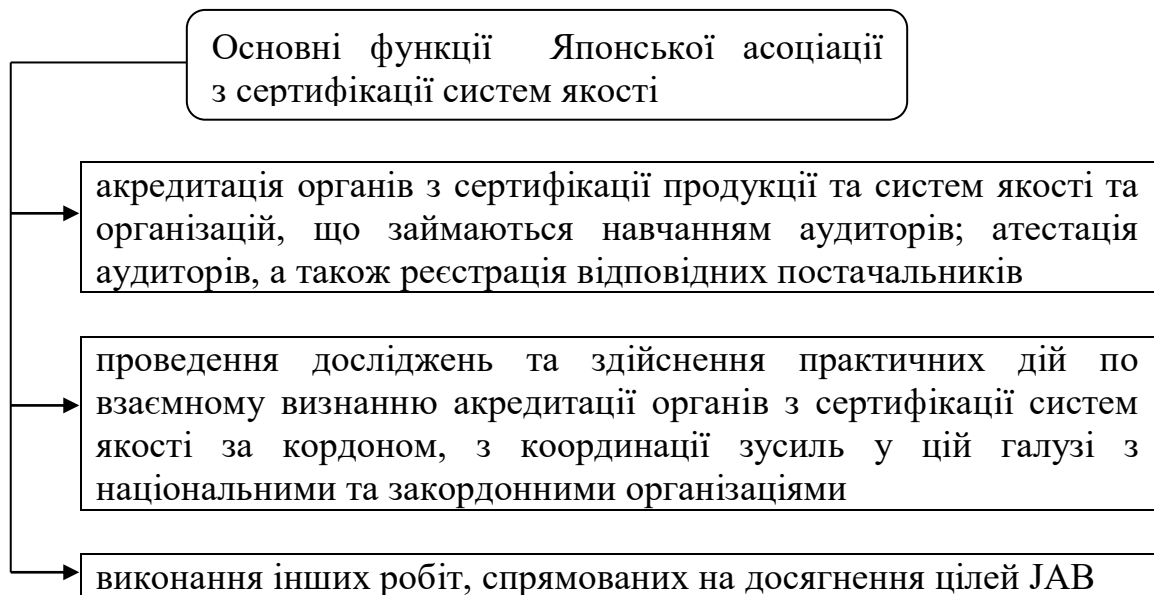 Основні функції Японської асоціації
з сертифікації систем якості
акредитація органів з сертифікації продукції та систем якості та
організацій, що займаються навчанням аудиторів; атестація
аудиторів, а також реєстрація відповідних постачальників
проведення досліджень та здійснення практичних дій по
взаємному визнанню акредитації органів з сертифікації систем
якості за кордоном, з координації зусиль у цій галузі з
національними та закордонними організаціями
виконання інших робіт, спрямованих на досягнення цілей JAB